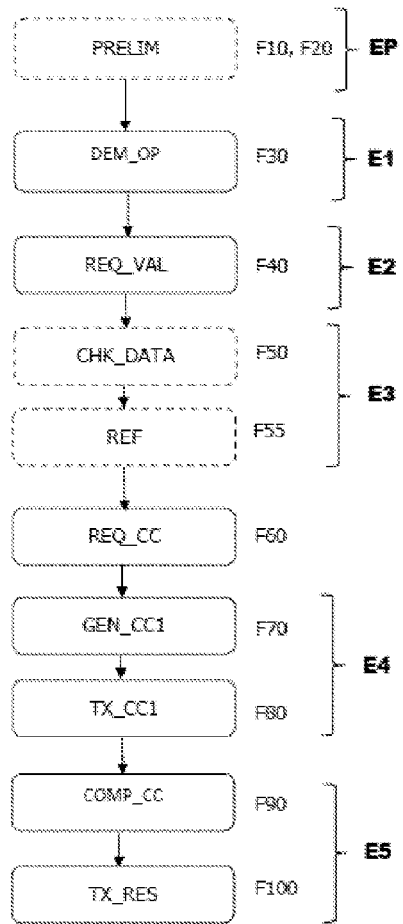 PRELIM F10, F20 EP
DEM_OP F30 E1
REQ_VAL F40 E2
CHK_DATA F50
E3
REF F55
REQ_CC F60
GEN_CC1 F70
E4
TX_CC1 F80
COMP_CC F90
E5
TX_RES F100